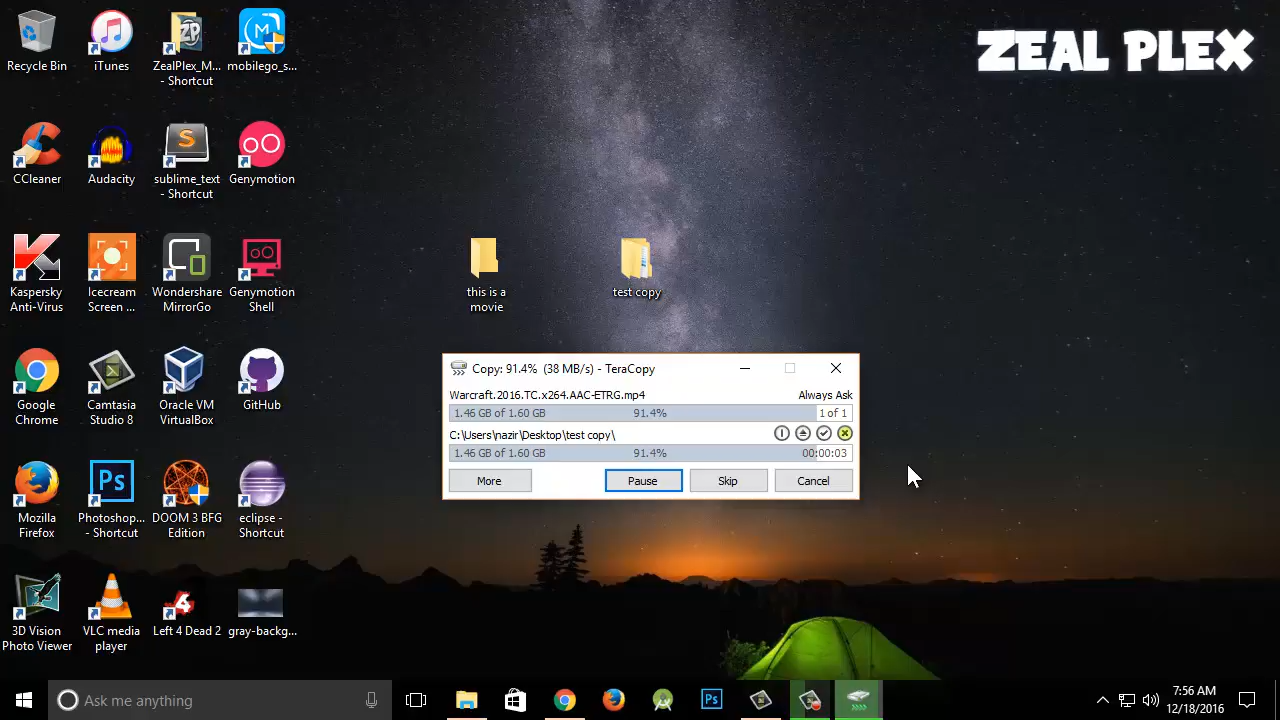 ZEAL PLEX
Recycle Bin
iTunes
ZealPlex_M...
- Shortcut
mobilego_s...
CCleaner
Audacity
sublime_text
- Shortcut
Genymotion
Kaspersky
Anti-Virus
Icecream
Screen ...
Wondershare
MirrorGo
Genymotion
Shell
this is a
movie
test copy
Google
Chrome
Camtasia
Studio 8
Oracle VM
VirtualBox
GitHub
Copy: 91.4% (38 MB/s) - TeraCopy
Warcraft.2016.TC.x264.AAC-ETRG.mp4 Always Ask
1.46 GB of 1.60 GB 91.4% 1 of 1
C:\Users\nazir\Desktop\test copy\
1.46 GB of 1.60 GB 91.4% 00:00:03
More Pause Skip Cancel
Mozilla
Firefox
Photoshop...
- Shortcut
DOOM 3 BFG
Edition
eclipse -
Shortcut
3D Vision
Photo Viewer
VLC media
player
Left 4 Dead 2
gray-backg...
Ask me anything
7:56 AM
12/18/2016